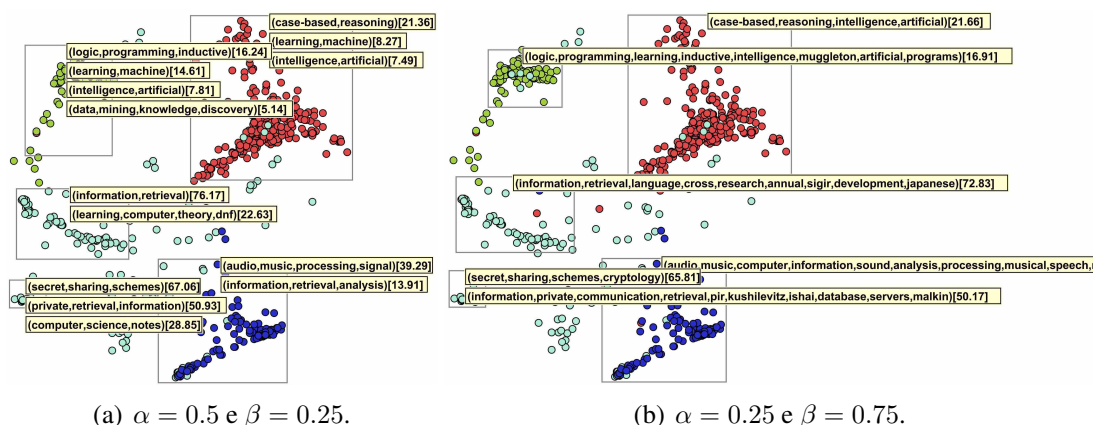 (case-based,reasoning)[21.36]
(learning,machine)[8.27]
(intelligence,artificial)[7.49]
(logic,programming,inductive)[16.24]
(learning,machine)[14.61]
(intelligence,artificial)[7.81]
(data,mining,knowledge,discovery)[5.14]
(information,retrieval)[76.17]
(learning,computer,theory,dnf)[22.63]
(audio,music,processing,signal)[39.29]
(information,retrieval,analysis)[13.91]
(secret,sharing,schemes)[67.06]
(private,retrieval,information)[50.93]
(computer,science,notes)[28.85]
(a) α = 0.5 e β = 0.25.
(case-based,reasoning,intelligence,artificial)[21.66]
(logic,programming,learning,inductive,intelligence,muggleton,artificial,programs)[16.91]
(information,retrieval,language,cross,research,annual,sigir,development,japanese)[72.83]
(audio,music,computer,information,sound,analysis,processing,musical,speech,
(secret,sharing,schemes,cryptology)[65.81]
(information,private,communication,retrieval,pir,kushilevitz,ishai,database,servers,malkin)[50.17]
(b) α = 0.25 e β = 0.75.